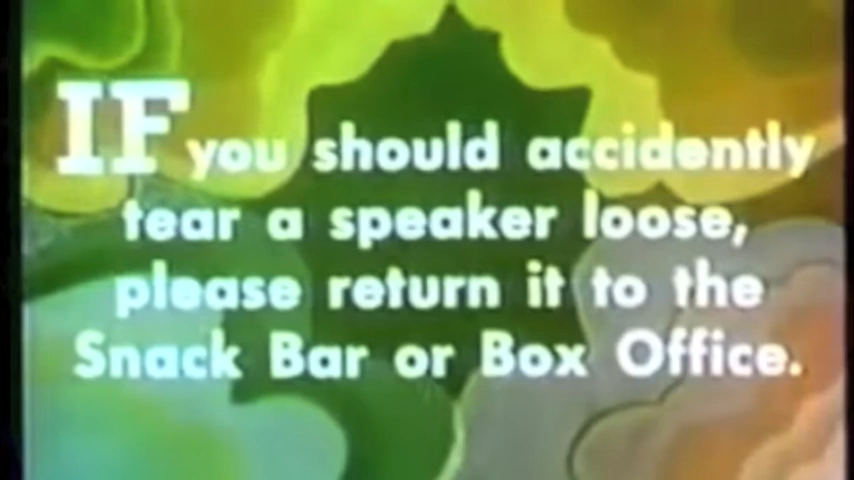 IF you should accidently
tear a speaker loose,
please return it to the
Snack Bar or Box Office.